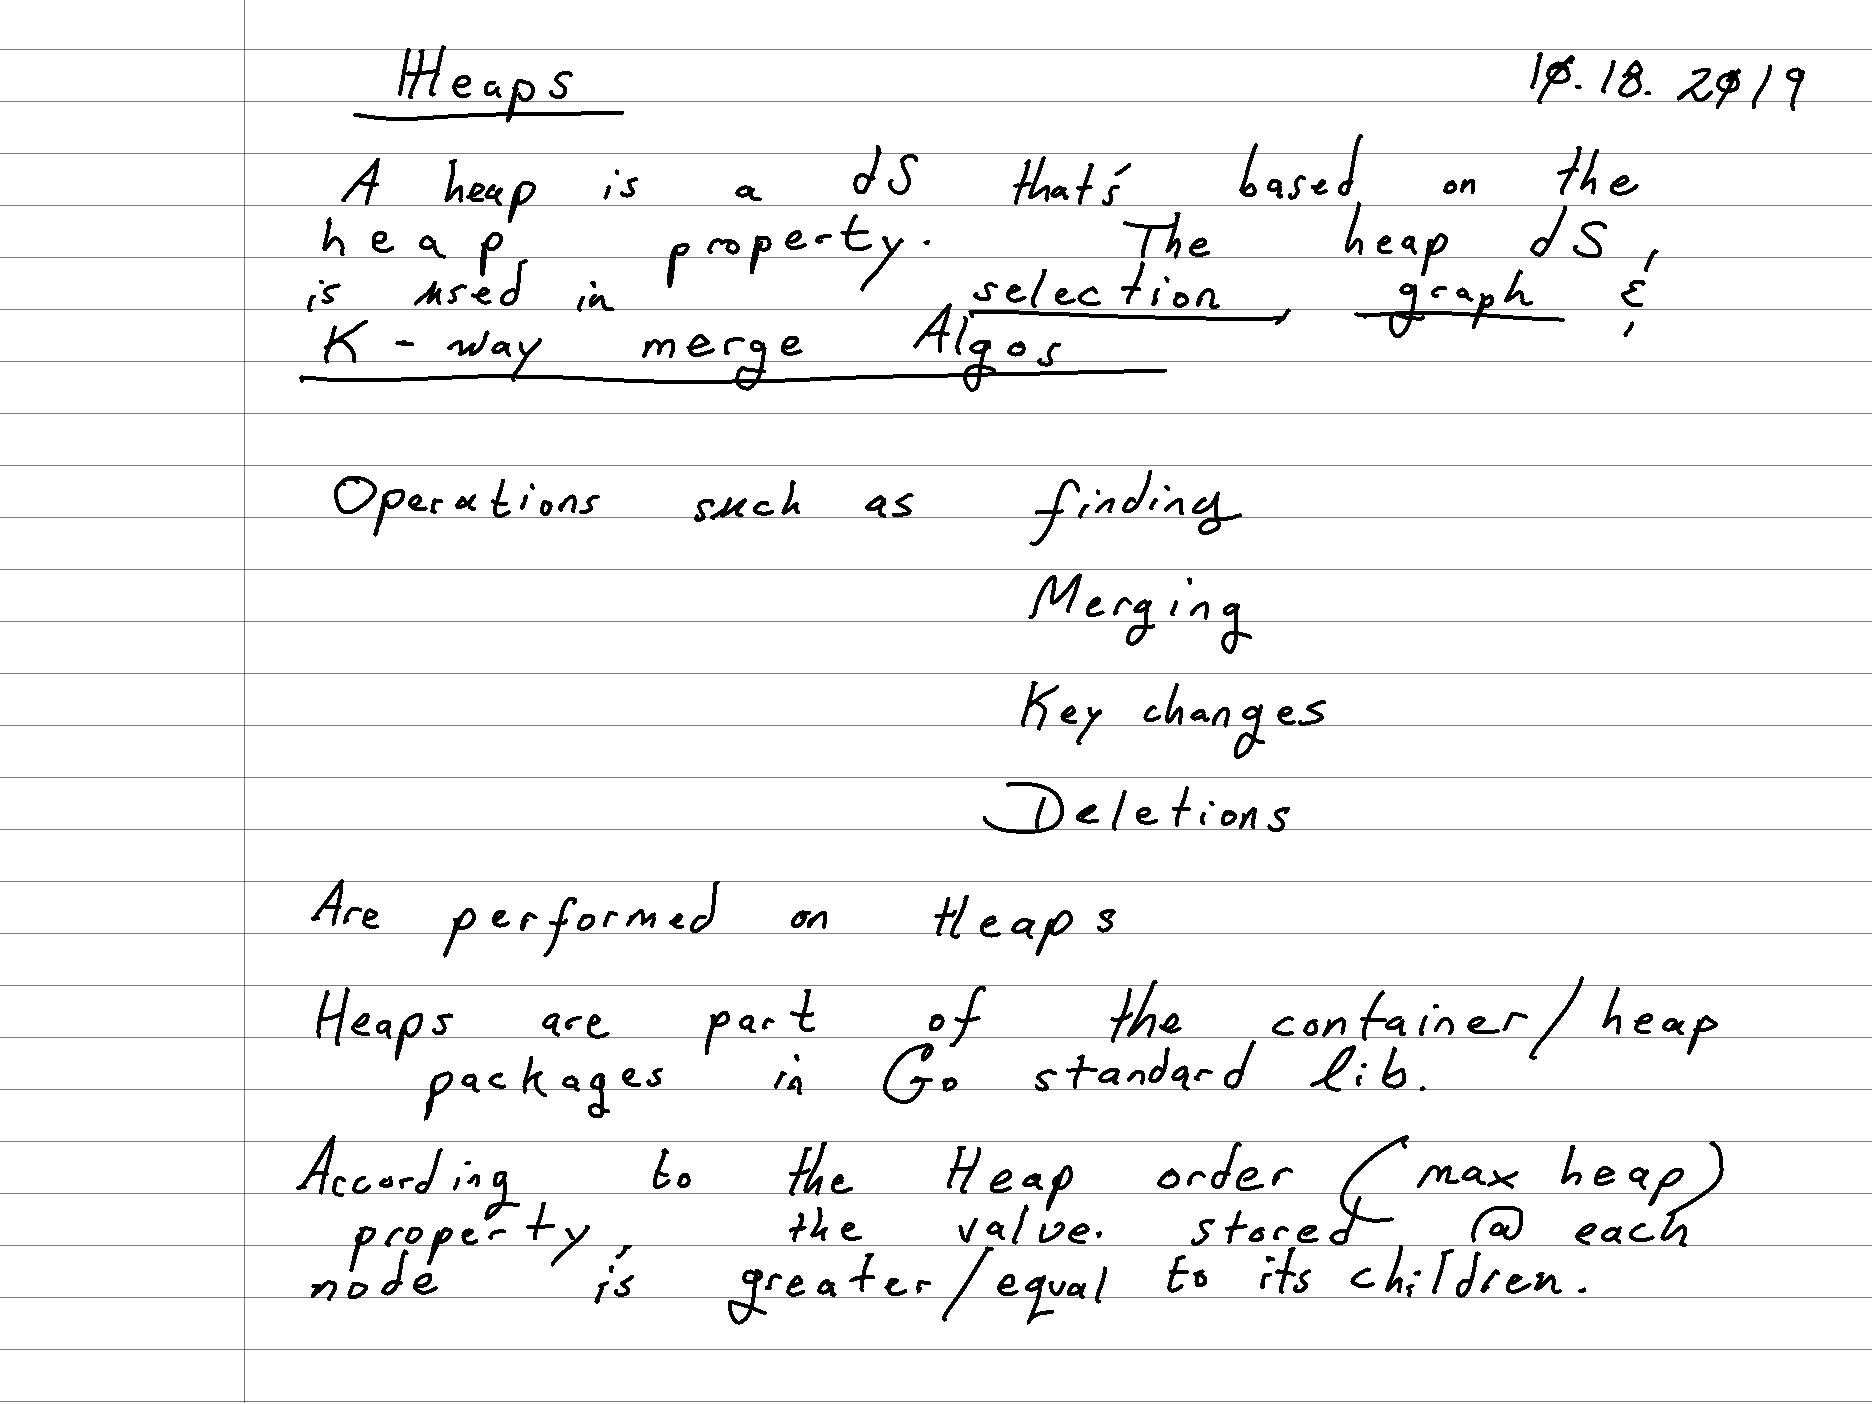 Heaps 10.18.2019
A heap is a dS that's based on the
heap property. The heap dS
is used in selection, graph, &
K-way merge Algos
Operations such as finding
Merging
Key changes
Deletions
Are performed on Heaps
Heaps are part of the container/heap
packages in Go standard lib.
According to the Heap order (max heap)
property, the value stored @ each
node is greater/equal to its children.